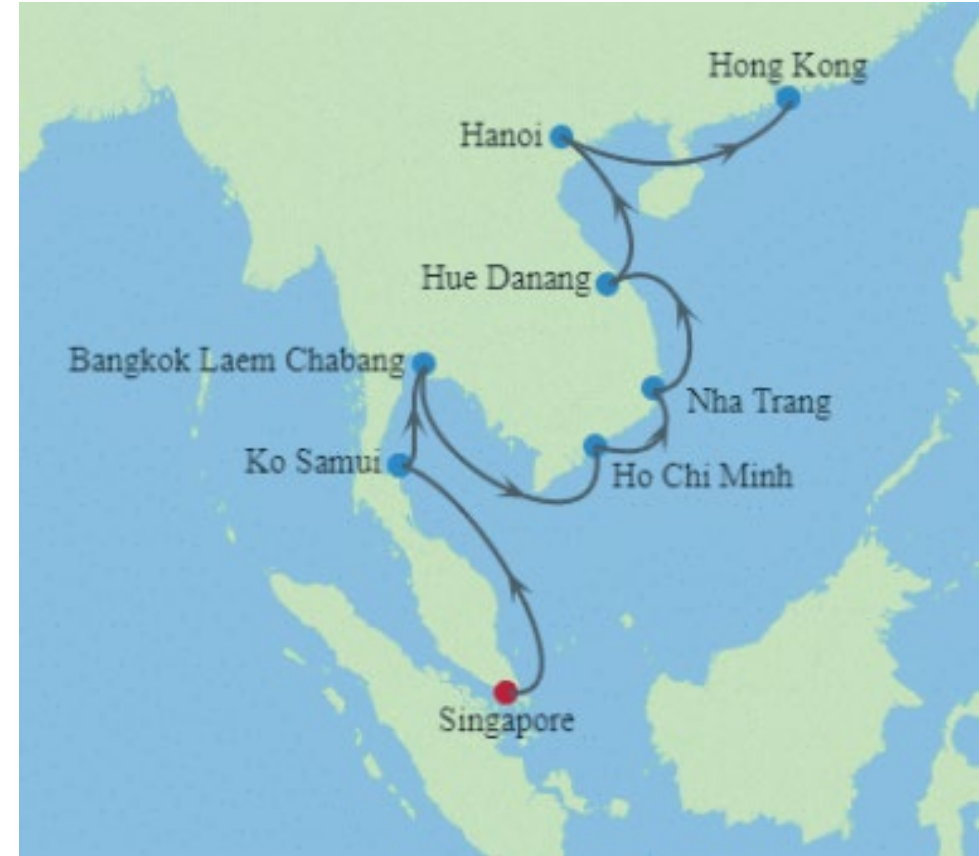 Hong Kong
Hanoi
Hue Danang
Bangkok Laem Chabang
Nha Trang
Ko Samui
Ho Chi Minh
Singapore